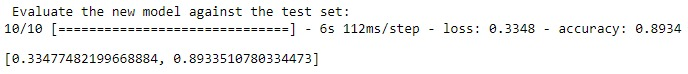 Evaluate the new model against the test set:
10/10 [==============================] - 6s 112ms/step - loss: 0.3348 - accuracy: 0.8934
[0.33477482199668884, 0.8933510780334473]